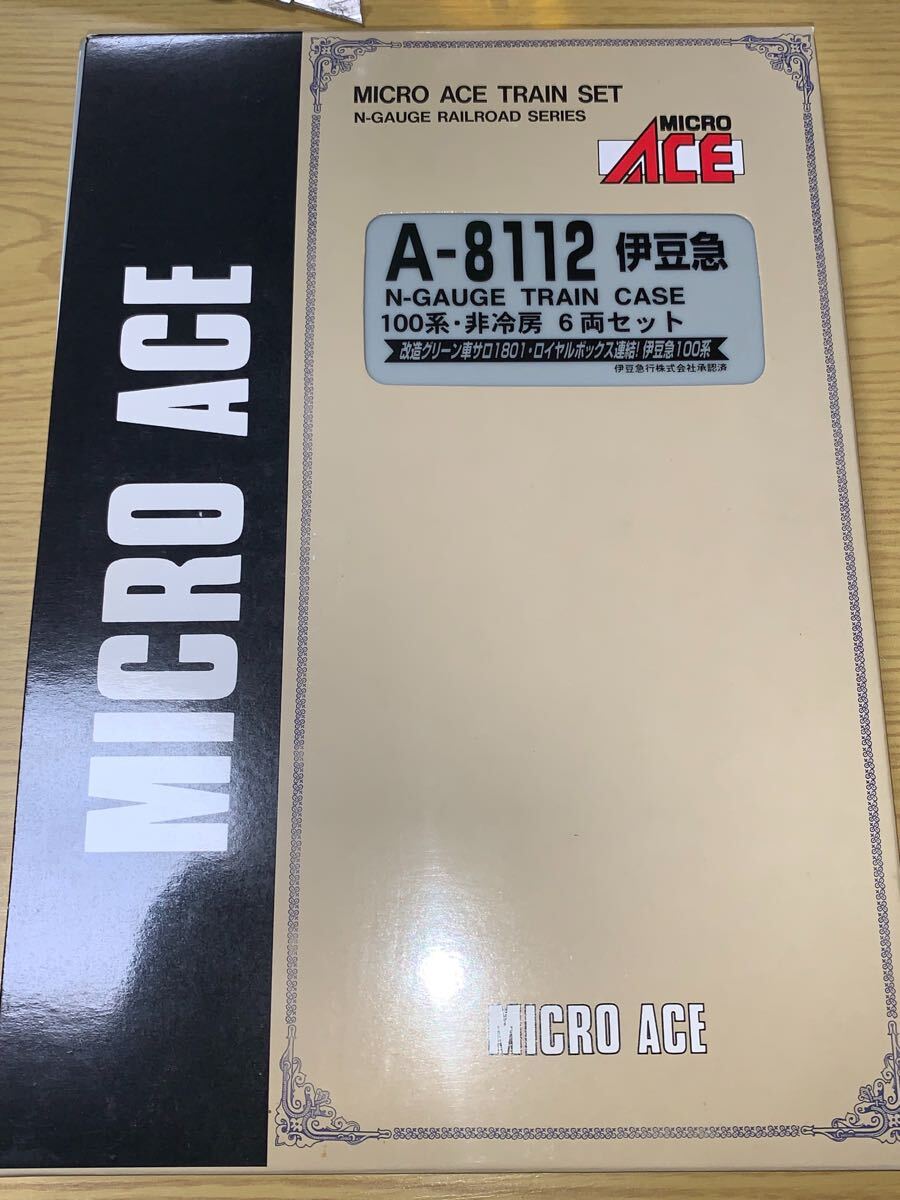 MICRO ACE TRAIN SET
N-GAUGE RAILROAD SERIES
MICRO
ACE
A-8112 伊豆急
N-GAUGE TRAIN CASE
100系・非冷房 6両セット
改造グリーン車サロ1801・ロイヤルボックス連結!伊豆急100系
伊豆急行株式会社承認済
MICRO ACE
MICRO ACE